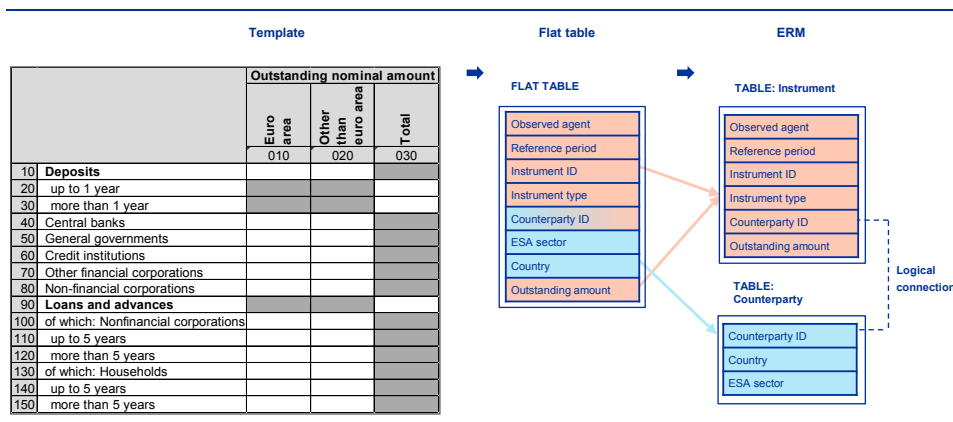 Template
Flat table
ERM
Outstanding nominal amount
Euro area
Other than euro area
Total
010 020 030
10 Deposits
20 up to 1 year
30 more than 1 year
40 Central banks
50 General governments
60 Credit institutions
70 Other financial corporations
80 Non-financial corporations
90 Loans and advances
100 of which: Nonfinancial corporations
110 up to 5 years
120 more than 5 years
130 of which: Households
140 up to 5 years
150 more than 5 years
FLAT TABLE
Observed agent
Reference period
Instrument ID
Instrument type
Counterparty ID
ESA sector
Country
Outstanding amount
TABLE: Instrument
Observed agent
Reference period
Instrument ID
Instrument type
Counterparty ID
Outstanding amount
Logical
connection
TABLE:
Counterparty
Counterparty ID
Country
ESA sector